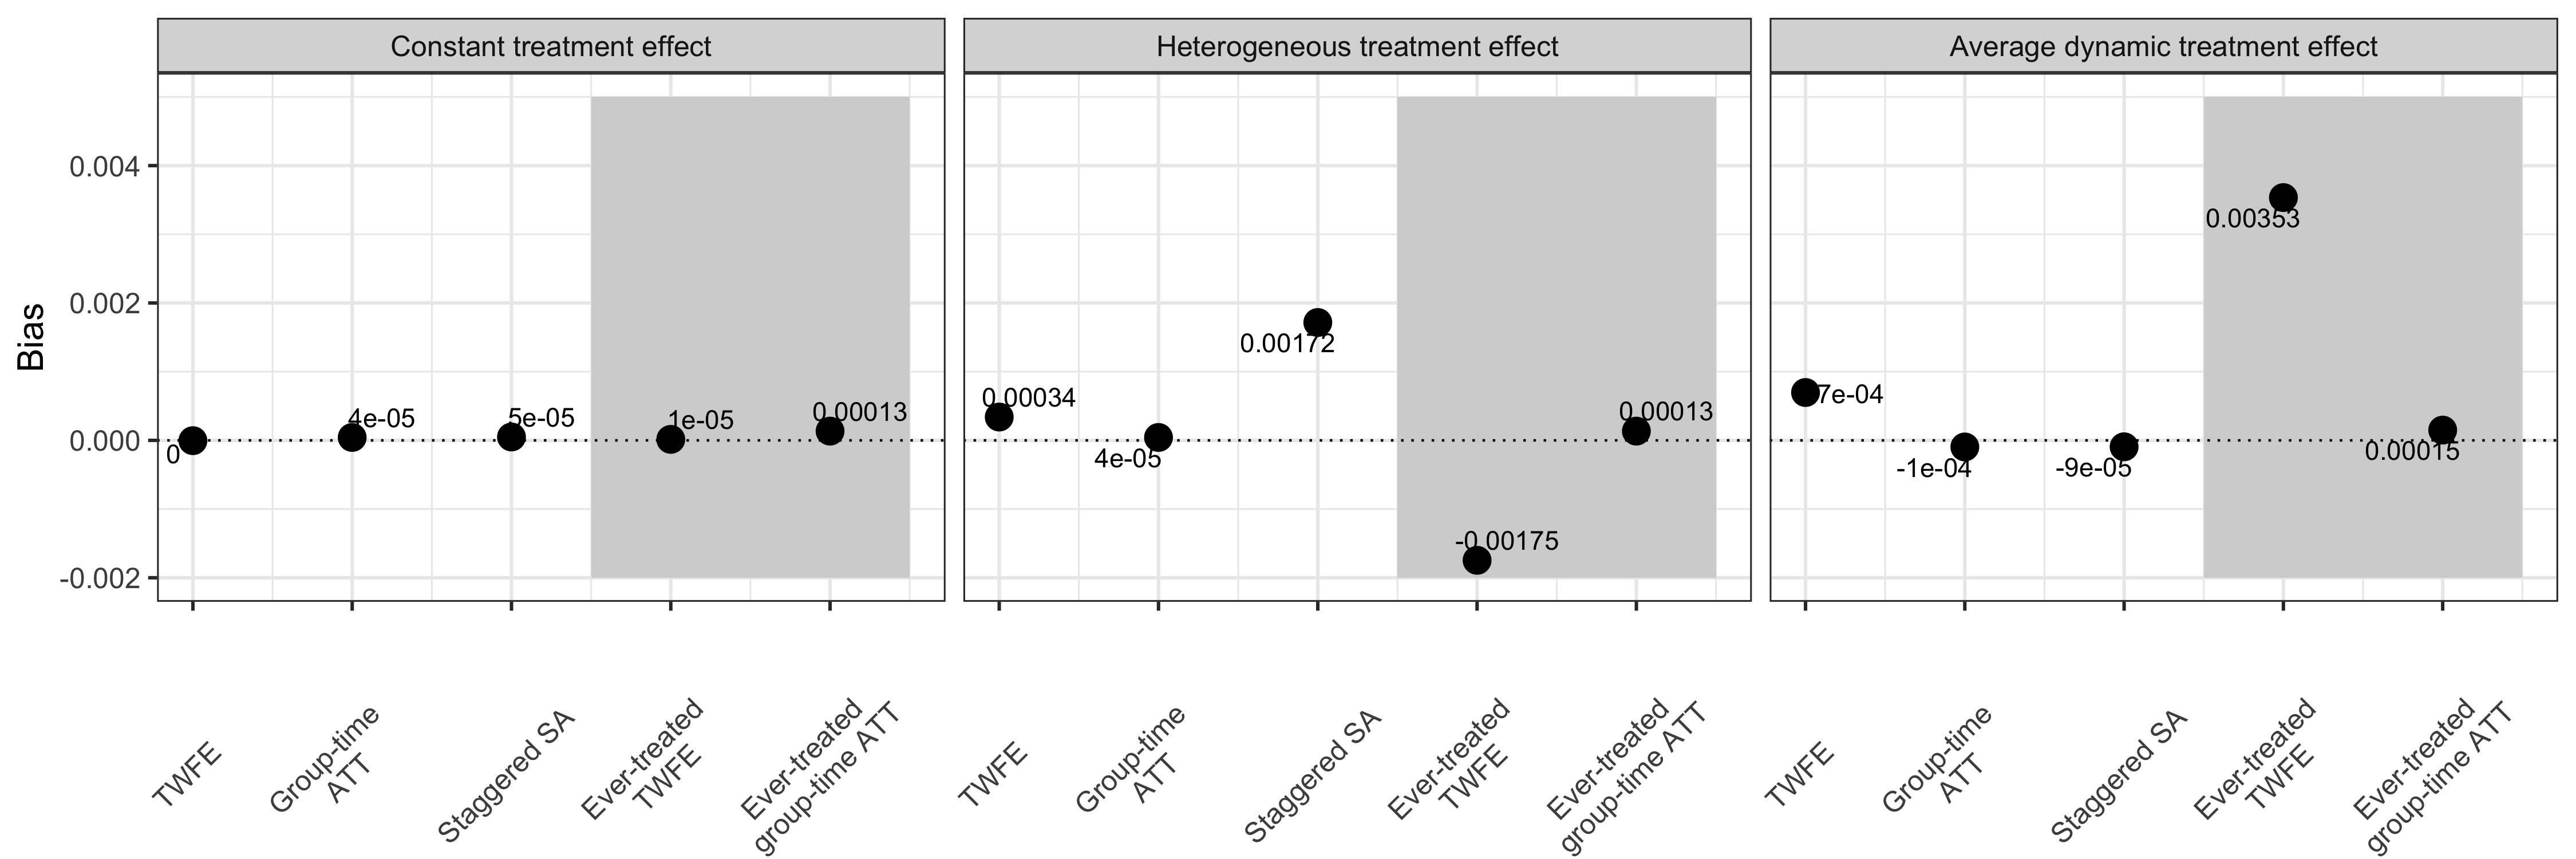 Constant treatment effect
Heterogeneous treatment effect
Average dynamic treatment effect
Bias
0.004
0.002
0.000
-0.002
0
4e-05
5e-05
1e-05
0.00013
0.00034
4e-05
0.00172
-0.00175
0.00013
7e-04
-1e-04
-9e-05
0.00353
0.00015
TWFE
Group-time
ATT
Staggered SA
Ever-treated
TWFE
Ever-treated
group-time ATT
TWFE
Group-time
ATT
Staggered SA
Ever-treated
TWFE
Ever-treated
group-time ATT
TWFE
Group-time
ATT
Staggered SA
Ever-treated
TWFE
Ever-treated
group-time ATT